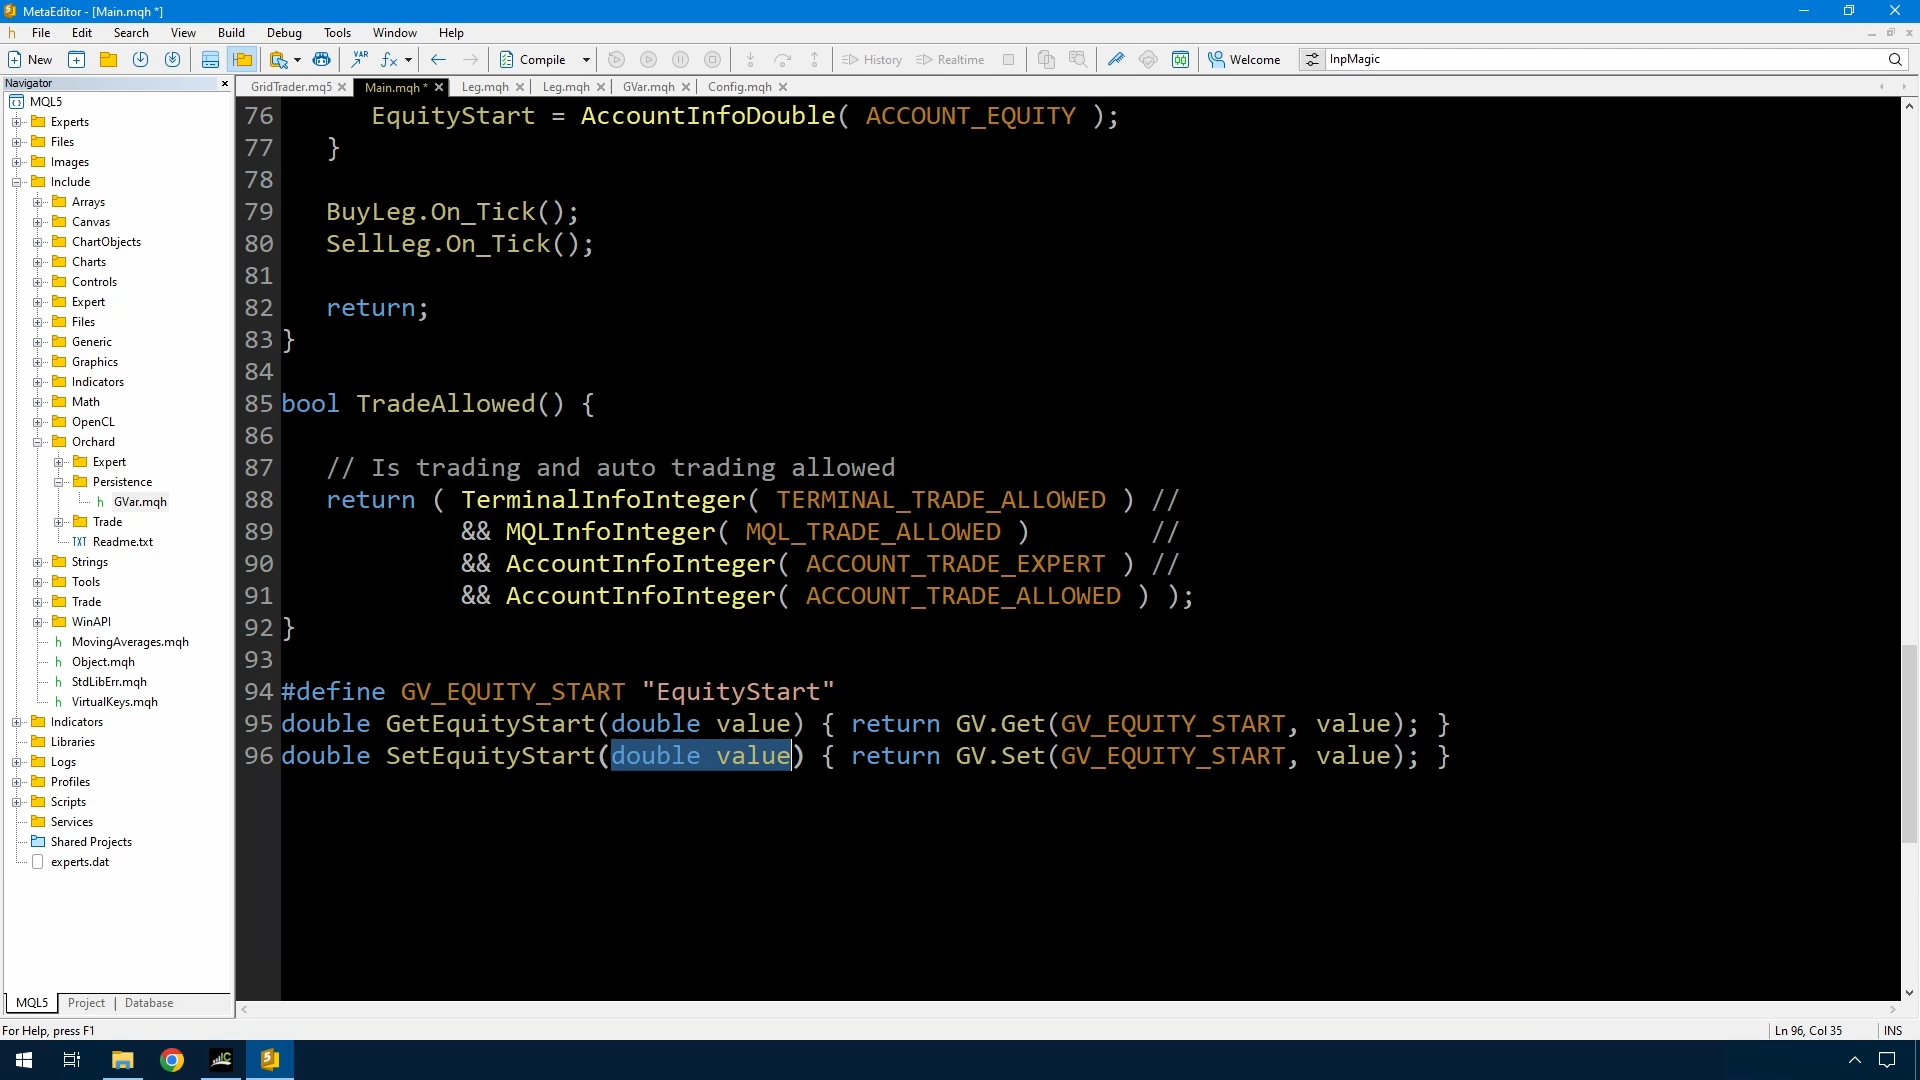 MetaEditor - [Main.mqh *]
File Edit Search View Build Debug Tools Window Help
New VAR fx Compile History Realtime Welcome InpMagic
Navigator
GridTrader.mq5 Main.mqh * Leg.mqh Leg.mqh GVar.mqh Config.mqh
MQL5
Experts
Files
Images
Include
Arrays
Canvas
ChartObjects
Charts
Controls
Expert
Files
Generic
Graphics
Indicators
Math
OpenCL
Orchard
Expert
Persistence
h GVar.mqh
Trade
TXT Readme.txt
Strings
Tools
Trade
WinAPI
h MovingAverages.mqh
h Object.mqh
h StdLibErr.mqh
h VirtualKeys.mqh
Indicators
Libraries
Logs
Profiles
Scripts
Services
Shared Projects
experts.dat
MQL5 Project Database
76 EquityStart = AccountInfoDouble( ACCOUNT_EQUITY );
77 }
78
79 BuyLeg.On_Tick();
80 SellLeg.On_Tick();
81
82 return;
83 }
84
85 bool TradeAllowed() {
86
87 // Is trading and auto trading allowed
88 return ( TerminalInfoInteger( TERMINAL_TRADE_ALLOWED ) //
89 && MQLInfoInteger( MQL_TRADE_ALLOWED ) //
90 && AccountInfoInteger( ACCOUNT_TRADE_EXPERT ) //
91 && AccountInfoInteger( ACCOUNT_TRADE_ALLOWED ) );
92 }
93
94 #define GV_EQUITY_START "EquityStart"
95 double GetEquityStart(double value) { return GV.Get(GV_EQUITY_START, value); }
96 double SetEquityStart(double value) { return GV.Set(GV_EQUITY_START, value); }
For Help, press F1
Ln 96, Col 35 INS